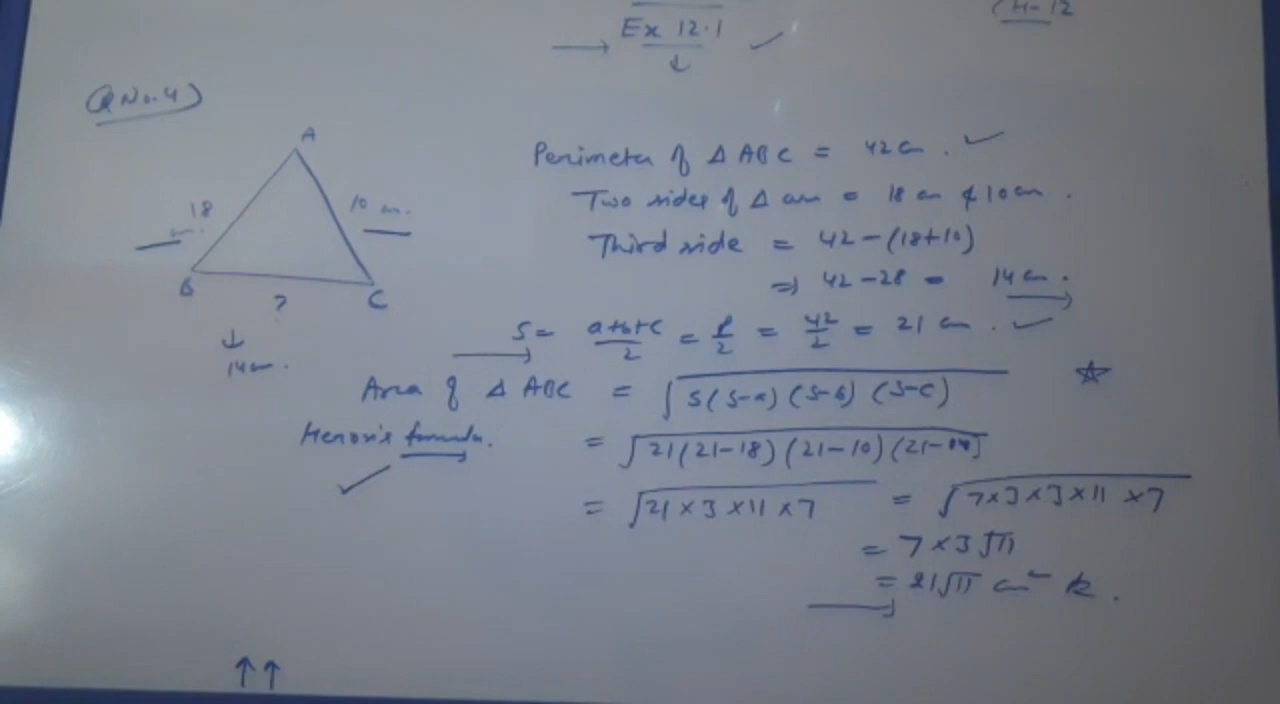 CH-12
Ex 12.1
Q No.4)
A
18 cm.
10 cm.
B
?
C
14 cm.
Perimeter of Δ ABC = 42 cm.
Two sides of Δ are = 18 cm & 10 cm.
Third side = 42 - (18+10)
⇒ 42 - 28 = 14 cm.
S = a+b+c/2 = P/2 = 42/2 = 21 cm.
Area of Δ ABC = √S(S-a)(S-b)(S-c)
Heron's formula.
= √21(21-18)(21-10)(21-14)
= √21×3×11×7 = √7×3×3×11×7
= 7×3√11
= 21√11 cm²